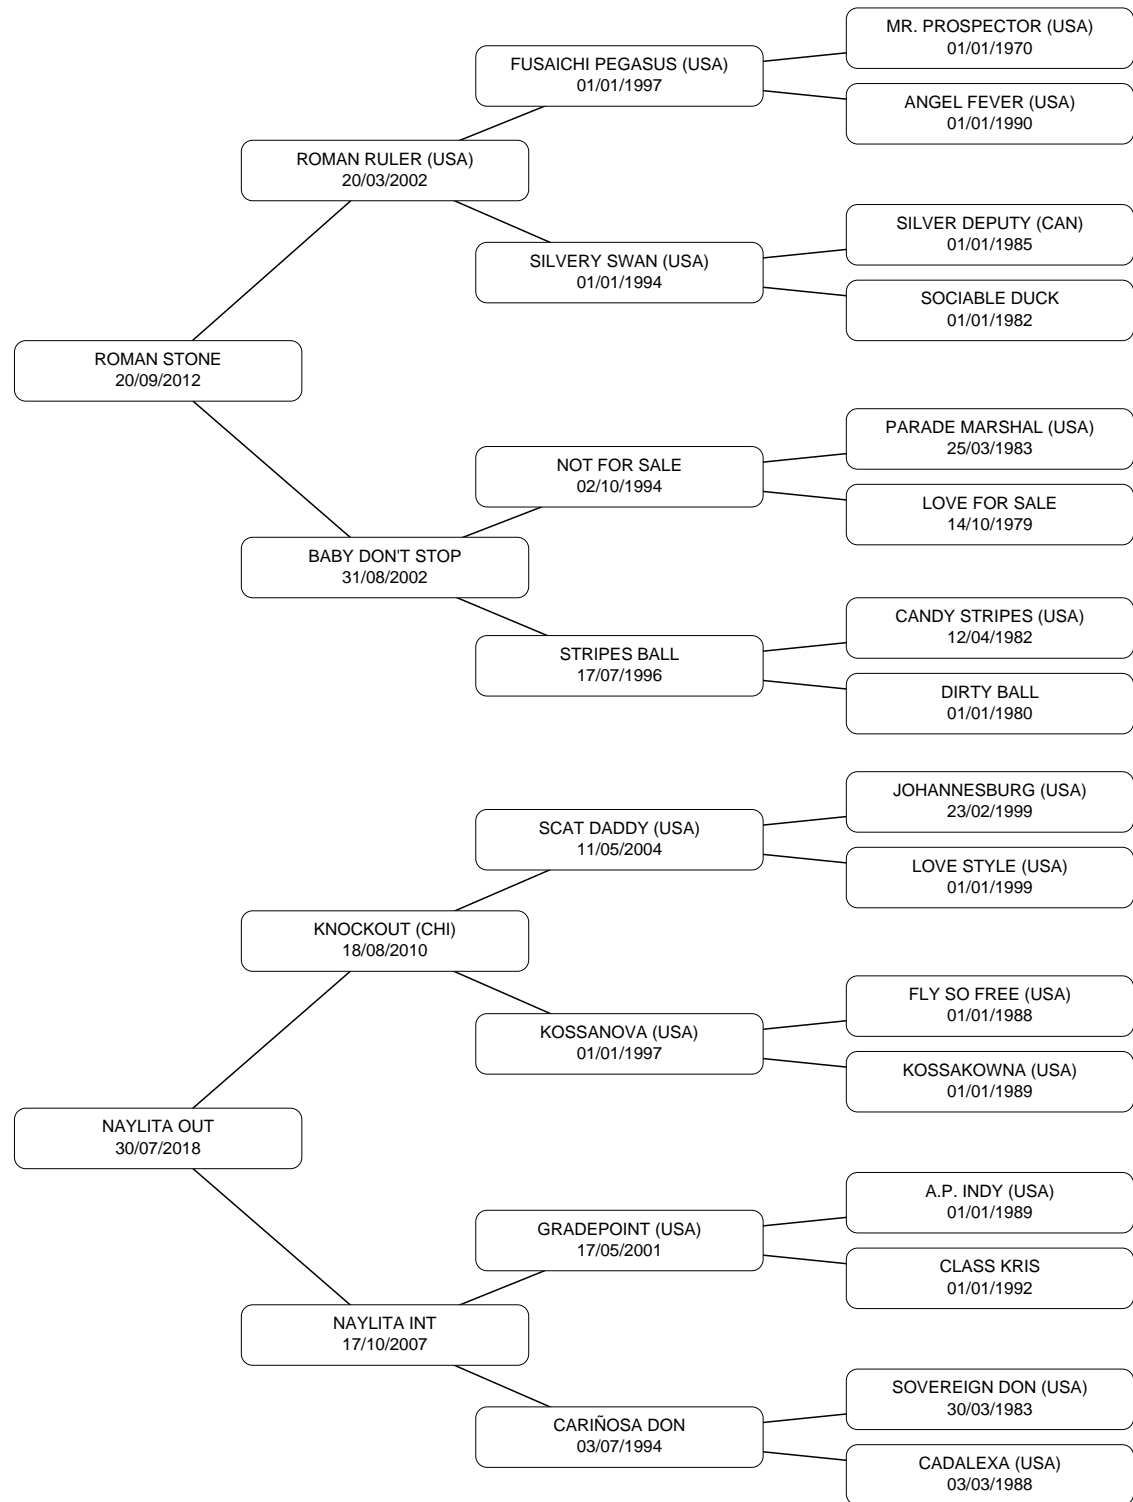 MR. PROSPECTOR (USA)
01/01/1970
FUSAICHI PEGASUS (USA)
01/01/1997
ANGEL FEVER (USA)
01/01/1990
ROMAN RULER (USA)
20/03/2002
SILVER DEPUTY (CAN)
01/01/1985
SILVERY SWAN (USA)
01/01/1994
SOCIABLE DUCK
01/01/1982
ROMAN STONE
20/09/2012
PARADE MARSHAL (USA)
25/03/1983
NOT FOR SALE
02/10/1994
LOVE FOR SALE
14/10/1979
BABY DON'T STOP
31/08/2002
CANDY STRIPES (USA)
12/04/1982
STRIPES BALL
17/07/1996
DIRTY BALL
01/01/1980
JOHANNESBURG (USA)
23/02/1999
SCAT DADDY (USA)
11/05/2004
LOVE STYLE (USA)
01/01/1999
KNOCKOUT (CHI)
18/08/2010
FLY SO FREE (USA)
01/01/1988
KOSSANOVA (USA)
01/01/1997
KOSSAKOWNA (USA)
01/01/1989
NAYLITA OUT
30/07/2018
A.P. INDY (USA)
01/01/1989
GRADEPOINT (USA)
17/05/2001
CLASS KRIS
01/01/1992
NAYLITA INT
17/10/2007
SOVEREIGN DON (USA)
30/03/1983
CARIÑOSA DON
03/07/1994
CADALEXA (USA)
03/03/1988